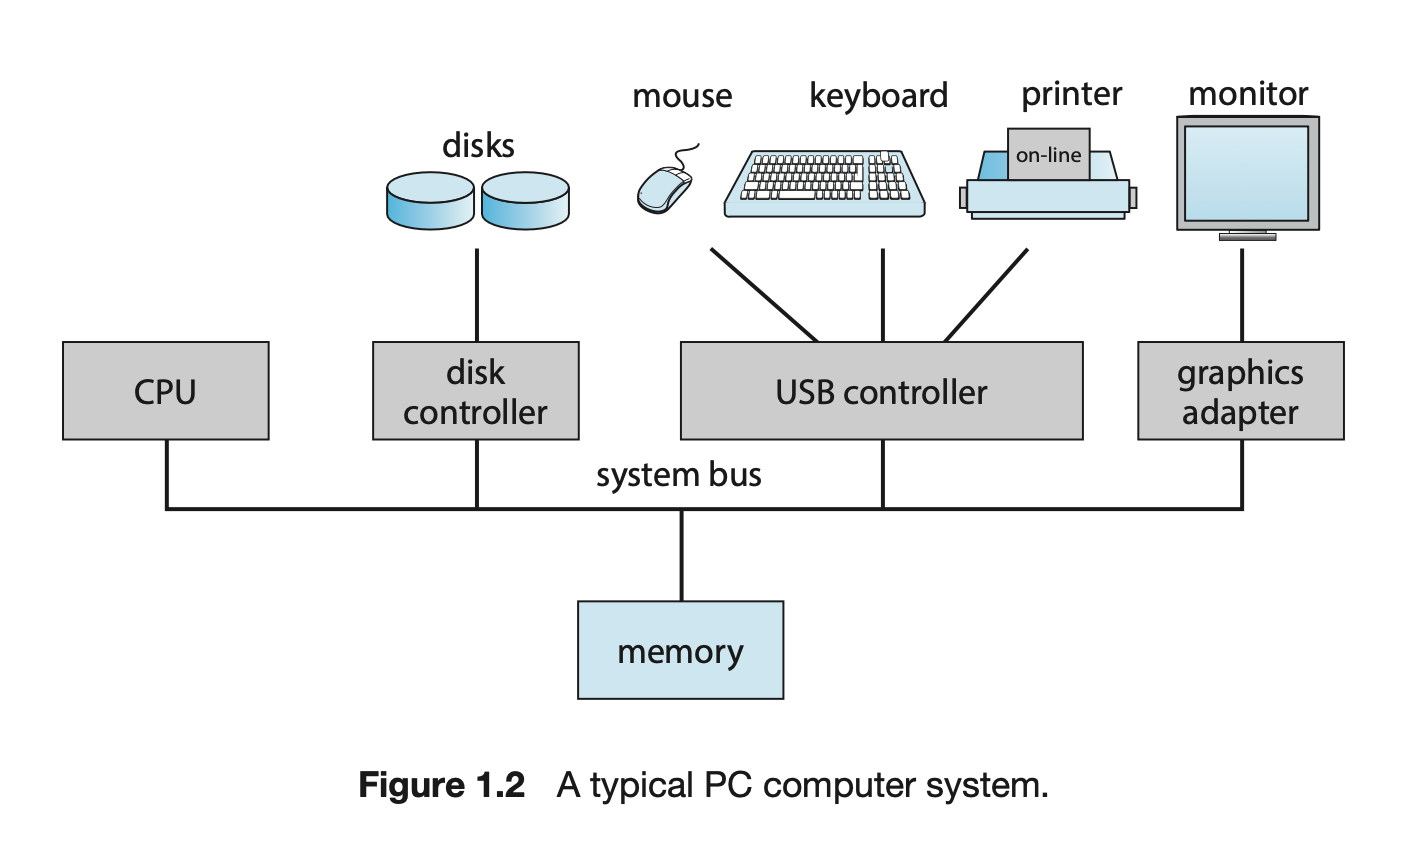 mouse
keyboard
printer
monitor
disks
on-line
CPU
disk
controller
USB controller
graphics
adapter
system bus
memory
Figure 1.2 A typical PC computer system.